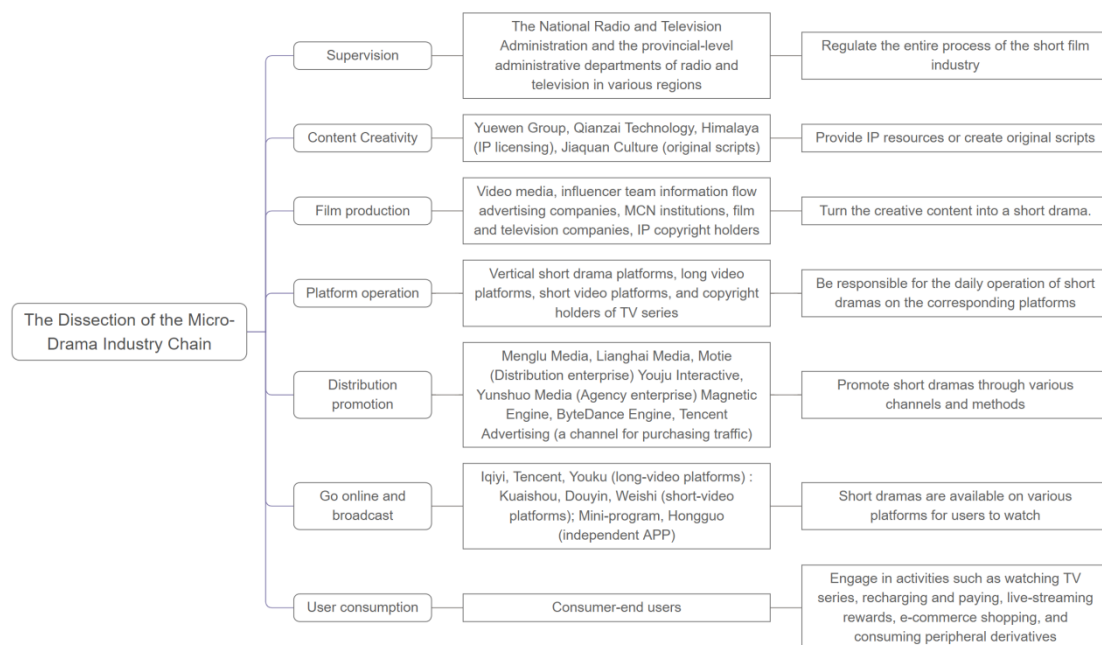 The Dissection of the Micro-
Drama Industry Chain
Supervision
The National Radio and Television
Administration and the provincial-level
administrative departments of radio and
television in various regions
Regulate the entire process of the short film
industry
Content Creativity
Yuewen Group, Qianzai Technology, Himalaya
(IP licensing), Jiaquan Culture (original scripts)
Provide IP resources or create original scripts
Film production
Video media, influencer team information flow
advertising companies, MCN institutions, film
and television companies, IP copyright holders
Turn the creative content into a short drama.
Platform operation
Vertical short drama platforms, long video
platforms, short video platforms, and copyright
holders of TV series
Be responsible for the daily operation of short
dramas on the corresponding platforms
Distribution
promotion
Menglu Media, Lianghai Media, Motie
(Distribution enterprise) Youju Interactive,
Yunshuo Media (Agency enterprise) Magnetic
Engine, ByteDance Engine, Tencent
Advertising (a channel for purchasing traffic)
Promote short dramas through various
channels and methods
Go online and
broadcast
Iqiyi, Tencent, Youku (long-video platforms) :
Kuaishou, Douyin, Weishi (short-video
platforms); Mini-program, Hongguo
(independent APP)
Short dramas are available on various
platforms for users to watch
User consumption
Consumer-end users
Engage in activities such as watching TV
series, recharging and paying, live-streaming
rewards, e-commerce shopping, and
consuming peripheral derivatives